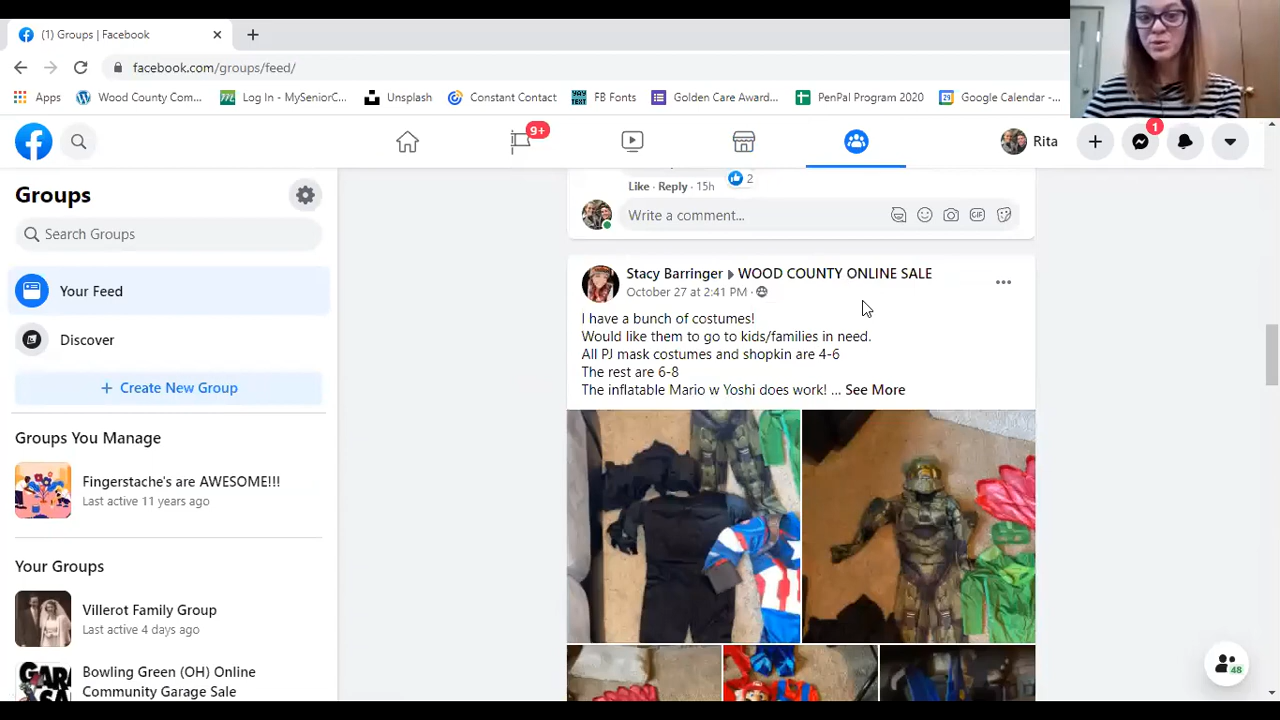 (1) Groups | Facebook
facebook.com/groups/feed/
Apps
Wood County Com...
Log In - MySeniorC...
Unsplash
YAY TEXT
FB Fonts
Constant Contact
Golden Care Award...
PenPal Program 2020
Google Calendar -...
9+
Rita
1
Groups
Search Groups
Your Feed
Discover
+ Create New Group
Groups You Manage
Fingerstache's are AWESOME!!!
Last active 11 years ago
Your Groups
Villerot Family Group
Last active 4 days ago
Bowling Green (OH) Online
Community Garage Sale
Like · Reply · 15h
2
Write a comment...
GIF
Stacy Barringer ▸ WOOD COUNTY ONLINE SALE
October 27 at 2:41 PM ·
I have a bunch of costumes!
Would like them to go to kids/families in need.
All PJ mask costumes and shopkin are 4-6
The rest are 6-8
The inflatable Mario w Yoshi does work! ... See More
48